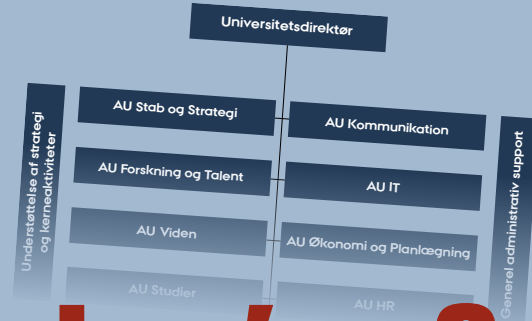 Universitetsdirektør
AU Stab og Strategi
AU Kommunikation
AU Forskning og Talent
AU IT
AU Viden
AU Økonomi og Planlægning
AU Studier
AU HR
Understøttelse af strategi
og kerneaktiviteter
Generel administrativ support